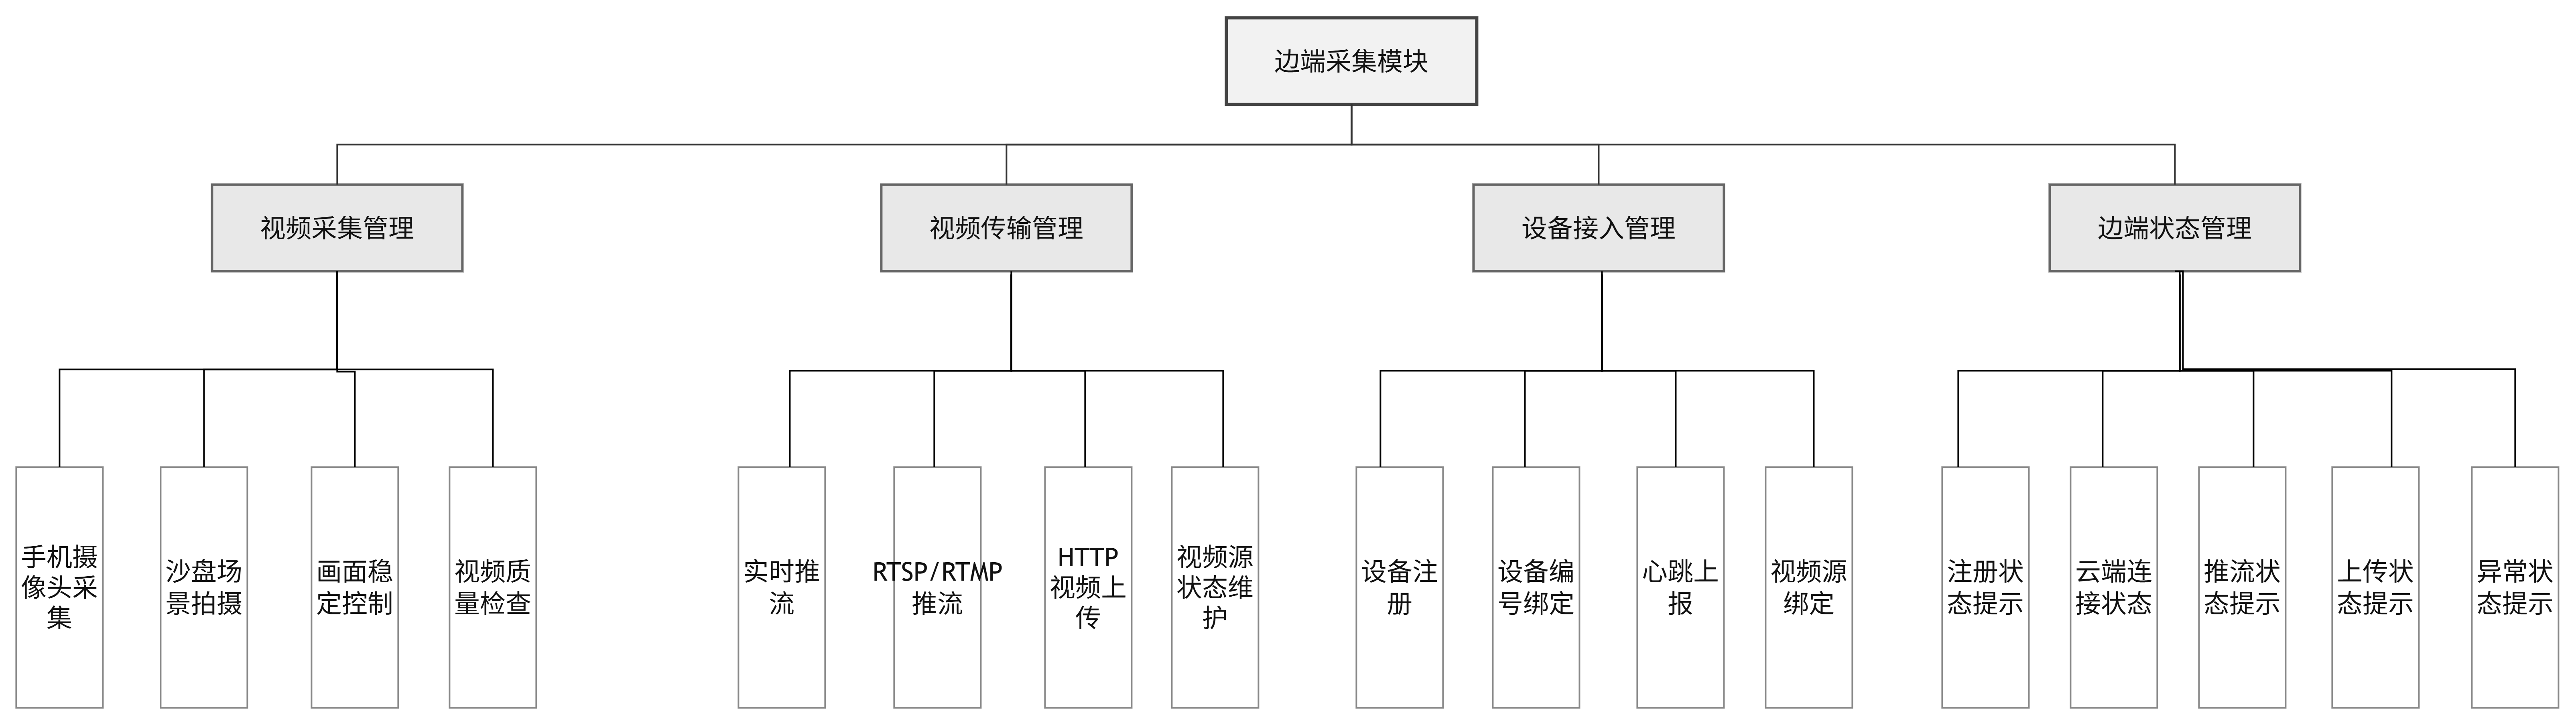 边端采集模块
视频采集管理
视频传输管理
设备接入管理
边端状态管理
手机摄
像头采
集
沙盘场
景拍摄
画面稳
定控制
视频质
量检查
实时推
流
RTSP/RTMP
推流
HTTP
视频上
传
视频源
状态维
护
设备注
册
设备编
号绑定
心跳上
报
视频源
绑定
注册状
态提示
云端连
接状态
推流状
态提示
上传状
态提示
异常状
态提示